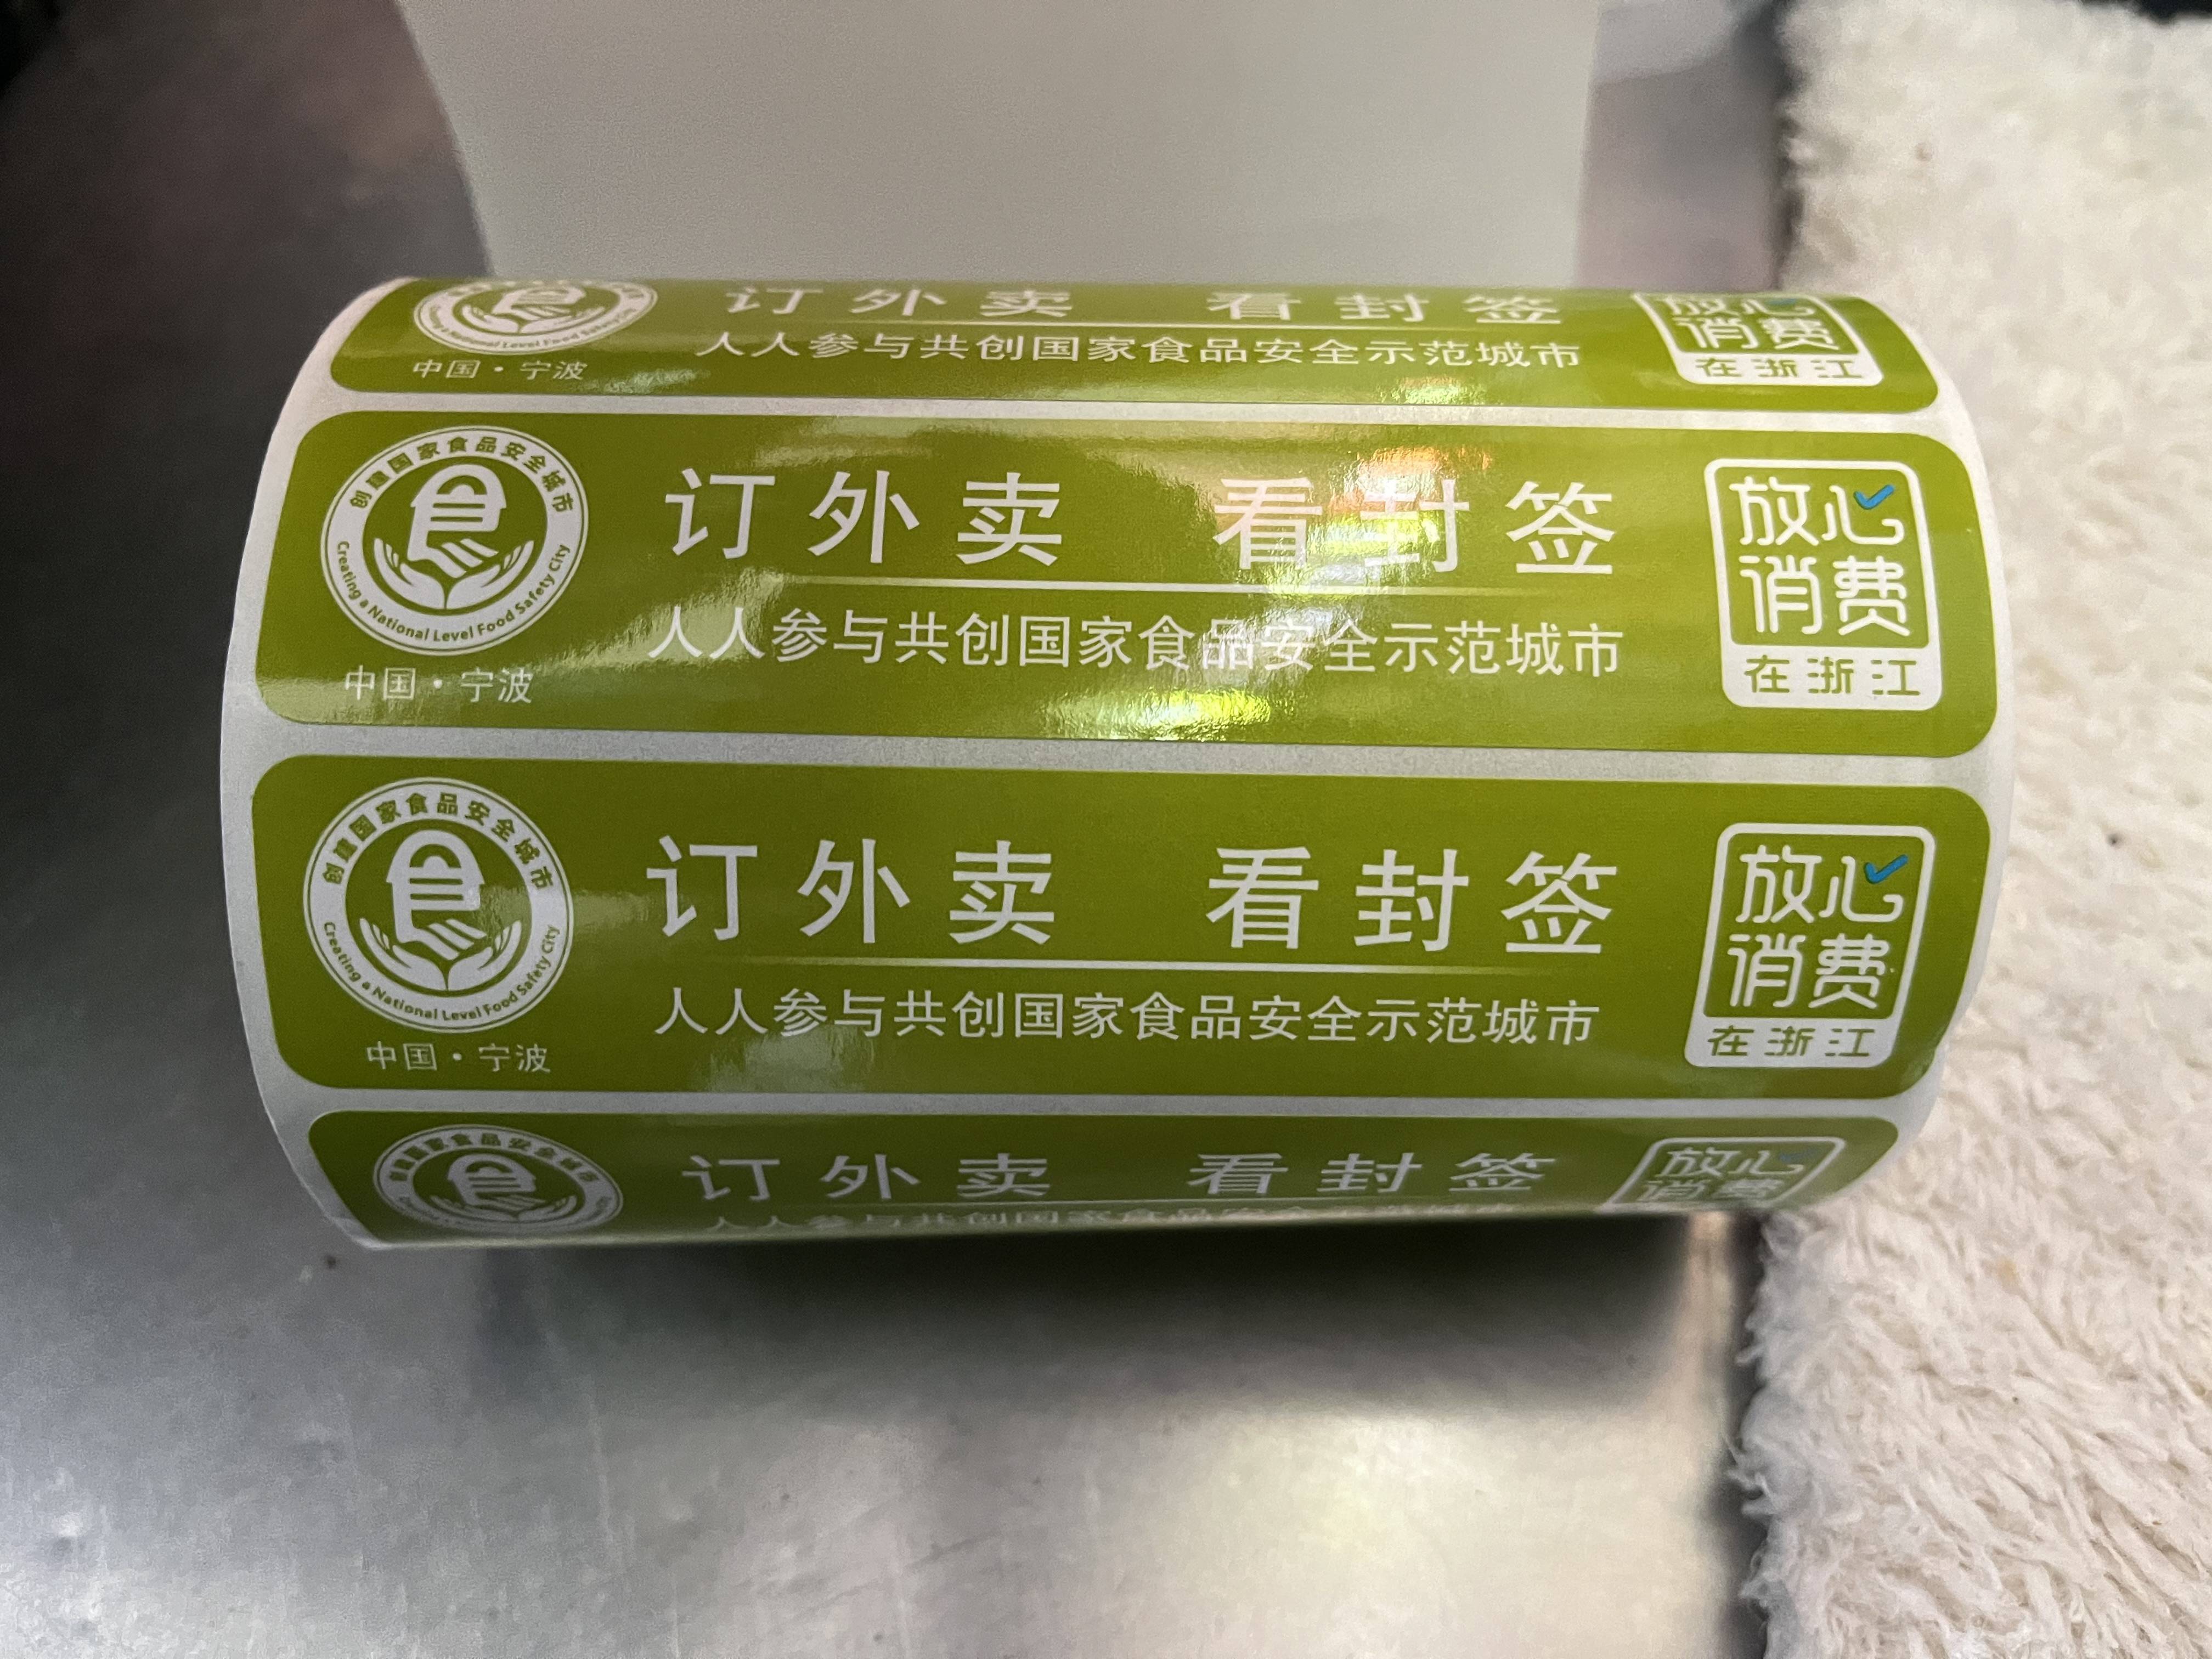 订外卖 看封签
人人参与共创国家食品安全示范城市
中国·宁波
放心
消费
在浙江
创建国家食品安全城市
Creating a National Level Food Safety City
中国·宁波
订外卖 看封签
人人参与共创国家食品安全示范城市
放心
消费
在浙江
创建国家食品安全城市
Creating a National Level Food Safety City
中国·宁波
订外卖 看封签
人人参与共创国家食品安全示范城市
放心
消费
在浙江
订外卖 看封签
放心
消费